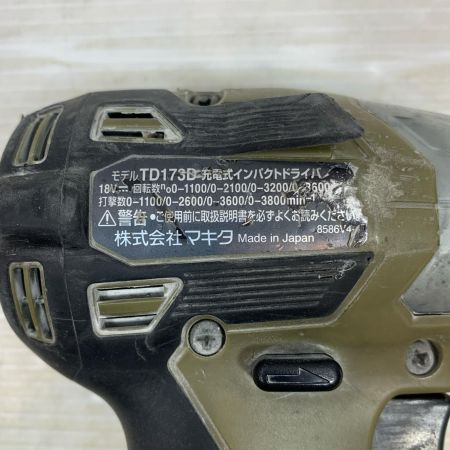 モデル TD173D 充電式インパクトドライバ
18V⎓ 回転数n₀0-1100/0-2100/0-3200/0-3600
打撃数0-1100/0-2600/0-3600/0-3800min⁻¹
⚠警告 •ご使用前に取扱説明書を必ずよくお読みください
8586V4
株式会社マキタ Made in Japan